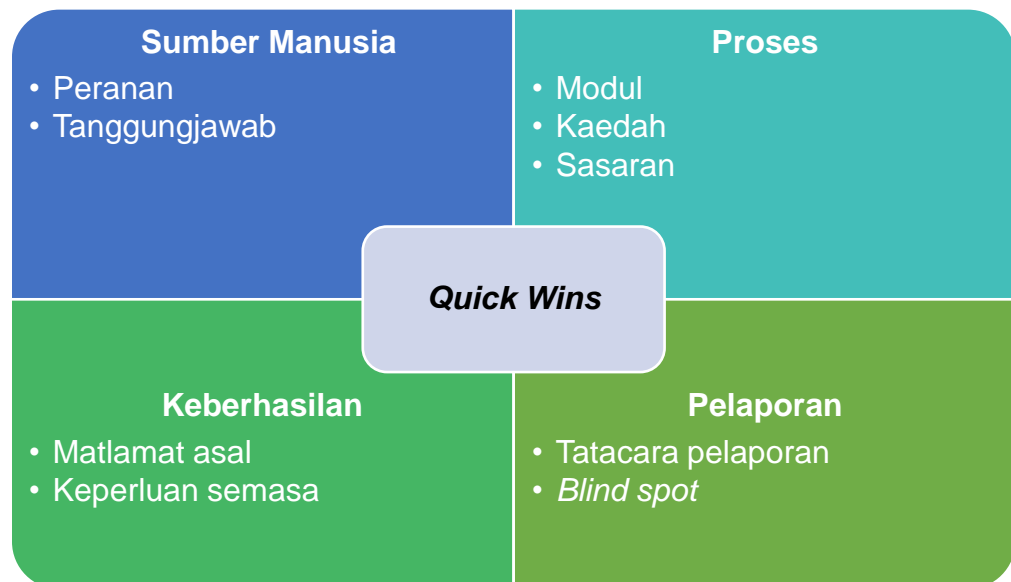 Sumber Manusia
• Peranan
• Tanggungjawab
Proses
• Modul
• Kaedah
• Sasaran
Quick Wins
Keberhasilan
• Matlamat asal
• Keperluan semasa
Pelaporan
• Tatacara pelaporan
• Blind spot